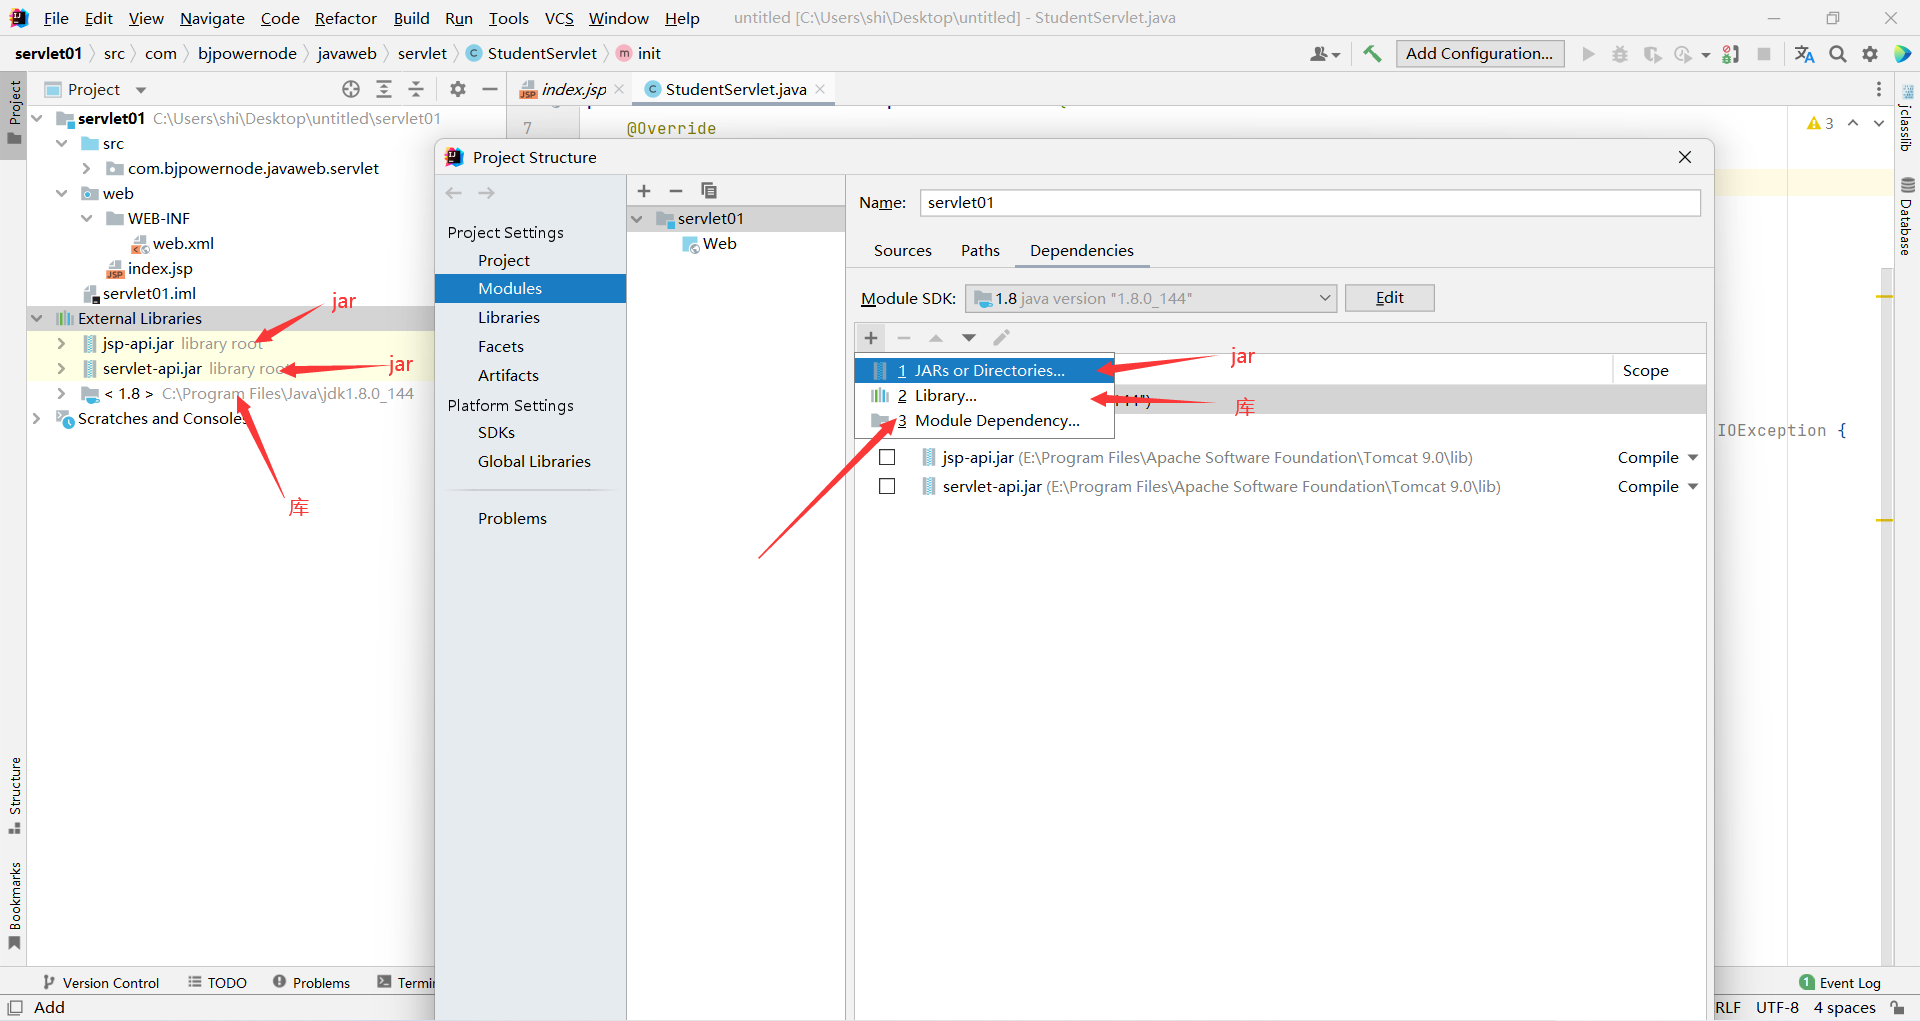 File Edit View Navigate Code Refactor Build Run Tools VCS Window Help untitled [C:\Users\shi\Desktop\untitled] - StudentServlet.java
servlet01 src com bjpowernode javaweb servlet StudentServlet init Add Configuration...
Project
Project
index.jsp
StudentServlet.java
servlet01 C:\Users\shi\Desktop\untitled\servlet01
src
com.bjpowernode.javaweb.servlet
web
WEB-INF
web.xml
index.jsp
servlet01.iml
External Libraries
jsp-api.jar library root
servlet-api.jar library root
< 1.8 > C:\Program Files\Java\jdk1.8.0_144
Scratches and Consoles
jar
jar
库
7
@Override
3
Project Structure
Project Settings
Project
Modules
Libraries
Facets
Artifacts
Platform Settings
SDKs
Global Libraries
Problems
servlet01
Web
Name: servlet01
Sources Paths Dependencies
Module SDK: 1.8 java version "1.8.0_144" Edit
1 JARs or Directories...
2 Library...
3 Module Dependency...
jar
库
Scope
jsp-api.jar (E:\Program Files\Apache Software Foundation\Tomcat 9.0\lib) Compile
servlet-api.jar (E:\Program Files\Apache Software Foundation\Tomcat 9.0\lib) Compile
IOException {
jclasslib
Database
Structure
Bookmarks
Version Control TODO Problems Termin
1 Event Log
Add
RLF UTF-8 4 spaces